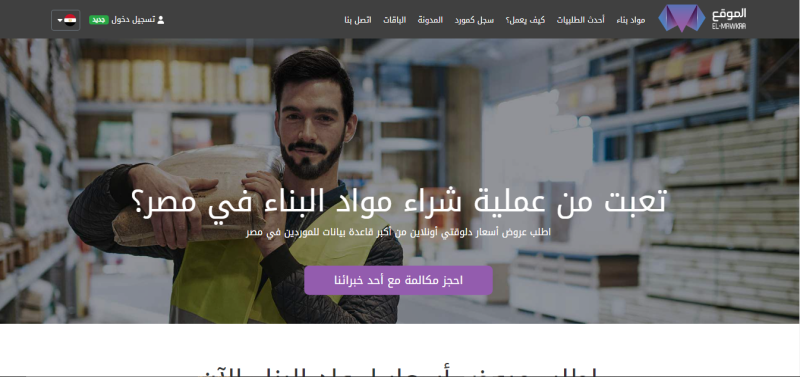 الموقع
EL-MAWKAA
مواد بناء
أحدث الطلبيات
كيف يعمل؟
سجل كمورد
المدونة
الباقات
اتصل بنا
تسجيل دخول جديد
تعبت من عملية شراء مواد البناء في مصر؟
اطلب عروض أسعار دلوقتي أونلاين من أكبر قاعدة بيانات للموردين في مصر
احجز مكالمة مع أحد خبرائنا